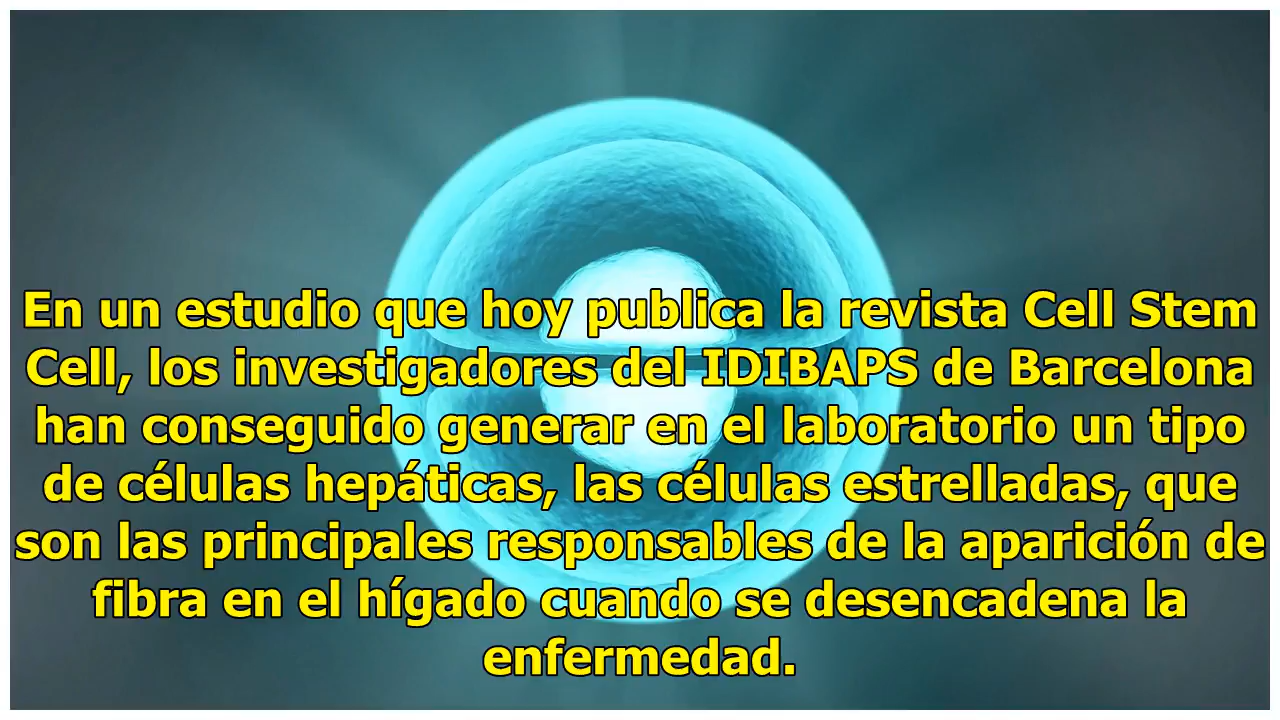 En un estudio que hoy publica la revista Cell Stem
Cell, los investigadores del IDIBAPS de Barcelona
han conseguido generar en el laboratorio un tipo
de células hepáticas, las células estrelladas, que
son las principales responsables de la aparición de
fibra en el hígado cuando se desencadena la
enfermedad.